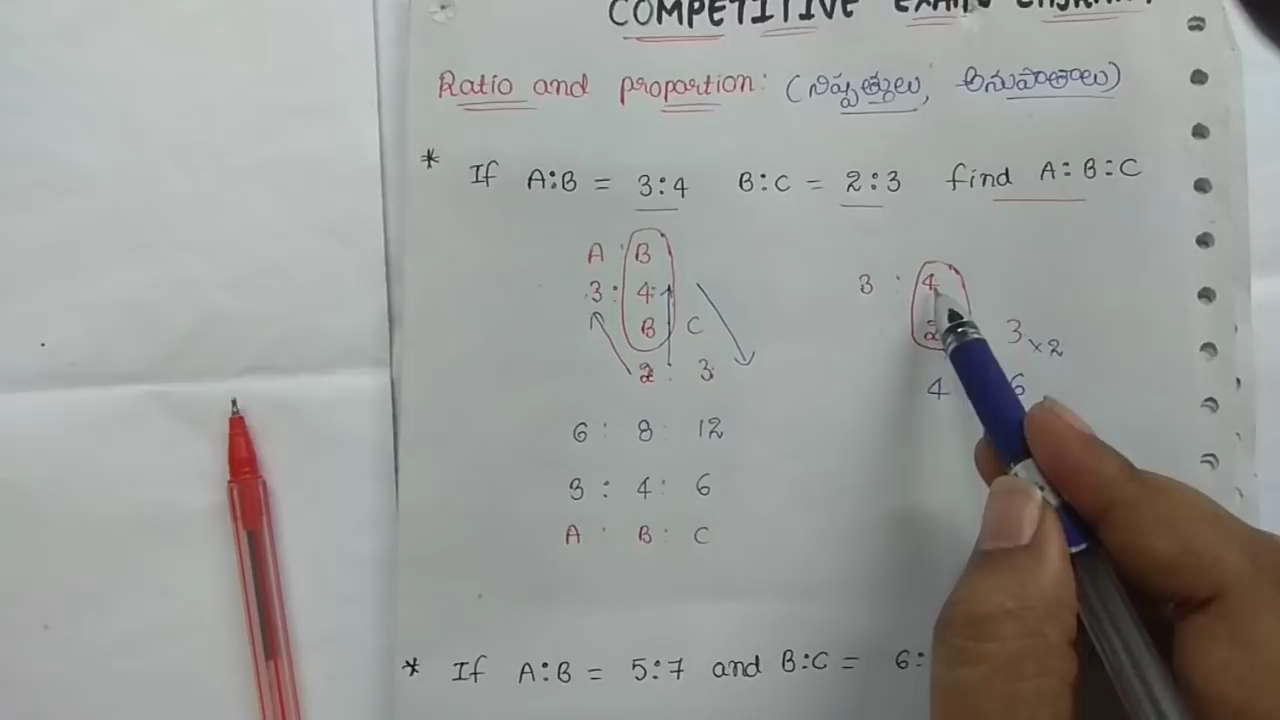 COMPETITIVE
Ratio and proportion: (నిష్పత్తులు, అనుపాతాలు)
* If A:B = 3:4 B:C = 2:3 find A:B:C
A : B
3 : 4
B C
2 : 3
6 : 8 : 12
3 : 4 : 6
A : B : C
3 : 4
2 3 ×2
4 6
* If A:B = 5:7 and B:C = 6: